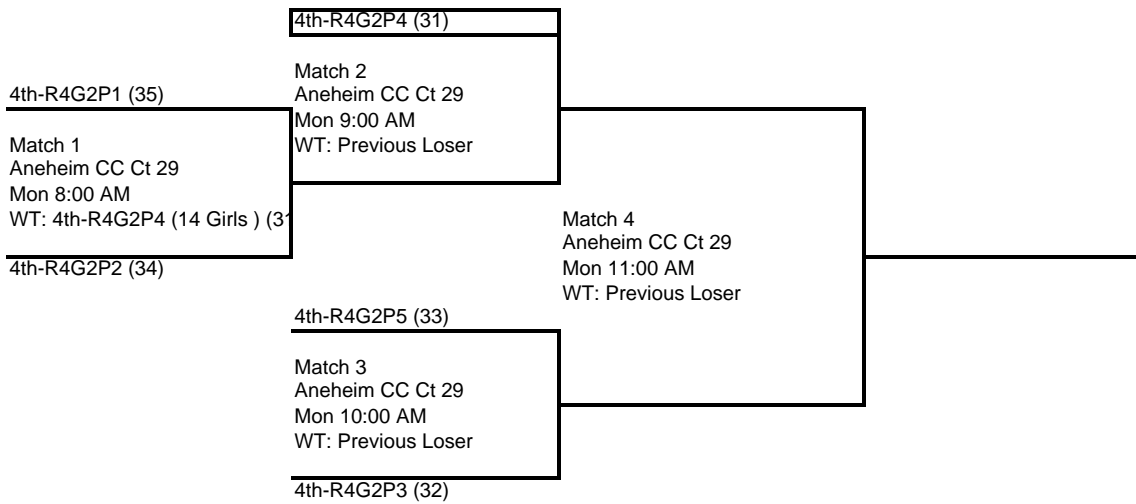 4th-R4G2P4 (31)
Match 2
Aneheim CC Ct 29
Mon 9:00 AM
WT: Previous Loser
4th-R4G2P1 (35)
Match 1
Aneheim CC Ct 29
Mon 8:00 AM
WT: 4th-R4G2P4 (14 Girls ) (31
4th-R4G2P2 (34)
Match 4
Aneheim CC Ct 29
Mon 11:00 AM
WT: Previous Loser
4th-R4G2P5 (33)
Match 3
Aneheim CC Ct 29
Mon 10:00 AM
WT: Previous Loser
4th-R4G2P3 (32)